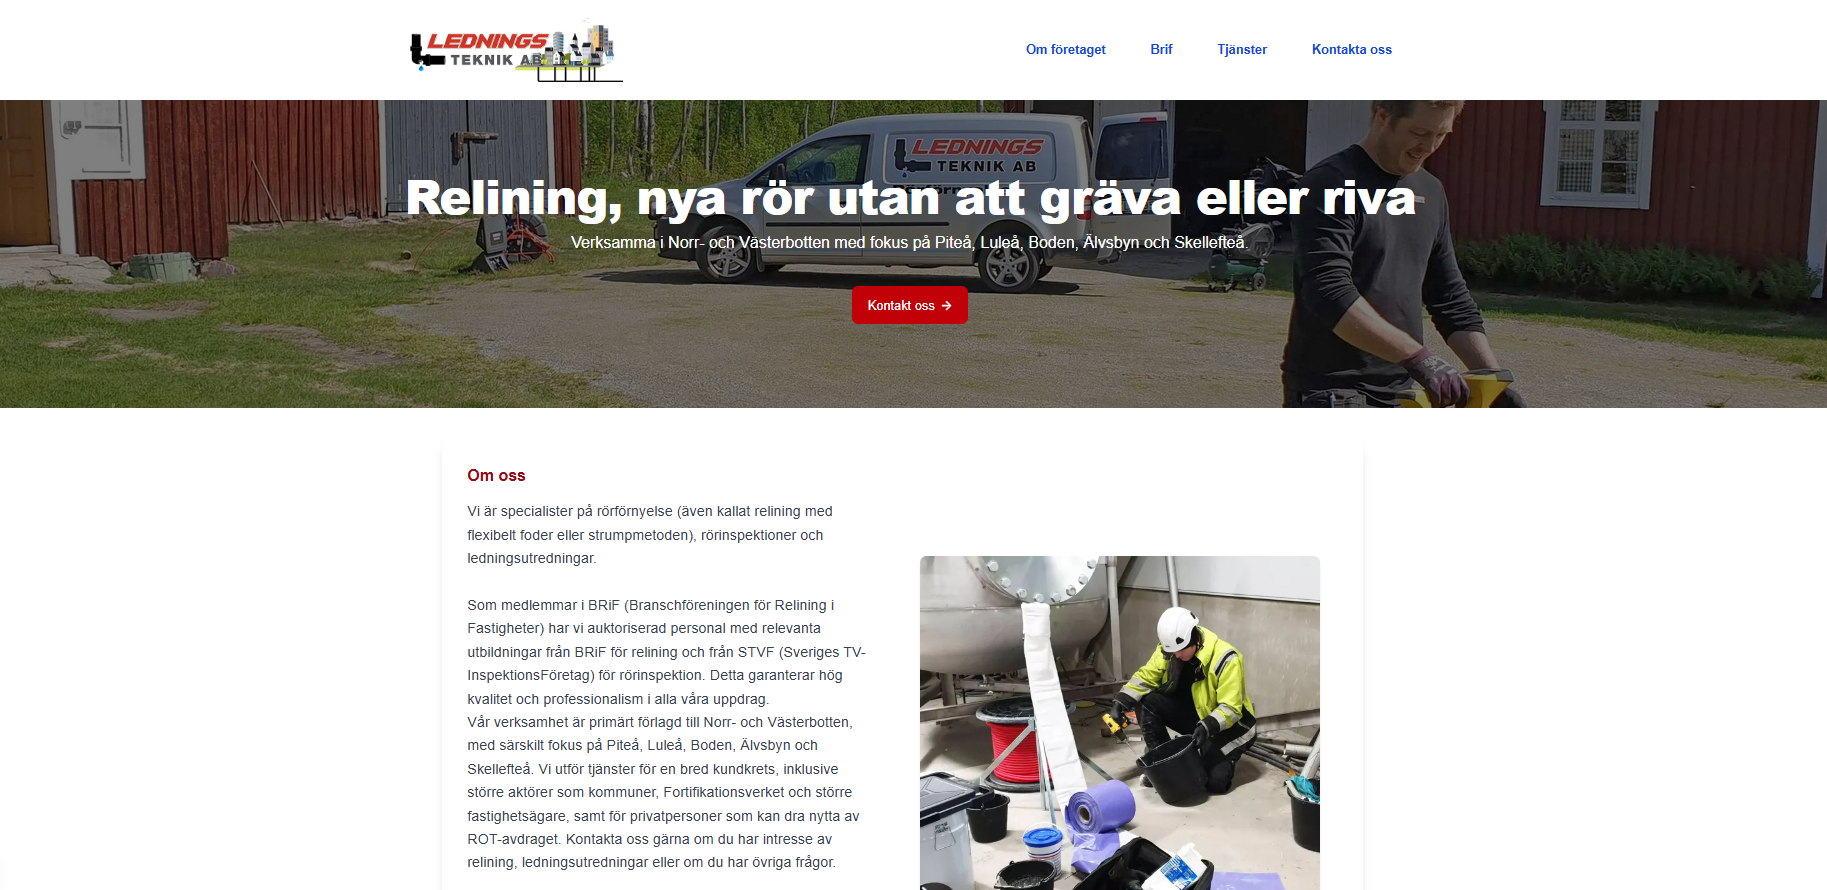 LEDNINGS
TEKNIK AB
Om företaget
Brif
Tjänster
Kontakta oss
LEDNINGS
TEKNIK AB
Relining, nya rör utan att gräva eller riva
Verksamma i Norr- och Västerbotten med fokus på Piteå, Luleå, Boden, Älvsbyn och Skellefteå.
Kontakt oss →
Om oss
Vi är specialister på rörförnyelse (även kallat relining med
flexibelt foder eller strumpmetoden), rörinspektioner och
ledningsutredningar.
Som medlemmar i BRiF (Branschföreningen för Relining i
Fastigheter) har vi auktoriserad personal med relevanta
utbildningar från BRiF för relining och från STVF (Sveriges TV-
InspektionsFöretag) för rörinspektion. Detta garanterar hög
kvalitet och professionalism i alla våra uppdrag.
Vår verksamhet är primärt förlagd till Norr- och Västerbotten,
med särskilt fokus på Piteå, Luleå, Boden, Älvsbyn och
Skellefteå. Vi utför tjänster för en bred kundkrets, inklusive
större aktörer som kommuner, Fortifikationsverket och större
fastighetsägare, samt för privatpersoner som kan dra nytta av
ROT-avdraget. Kontakta oss gärna om du har intresse av
relining, ledningsutredningar eller om du har övriga frågor.